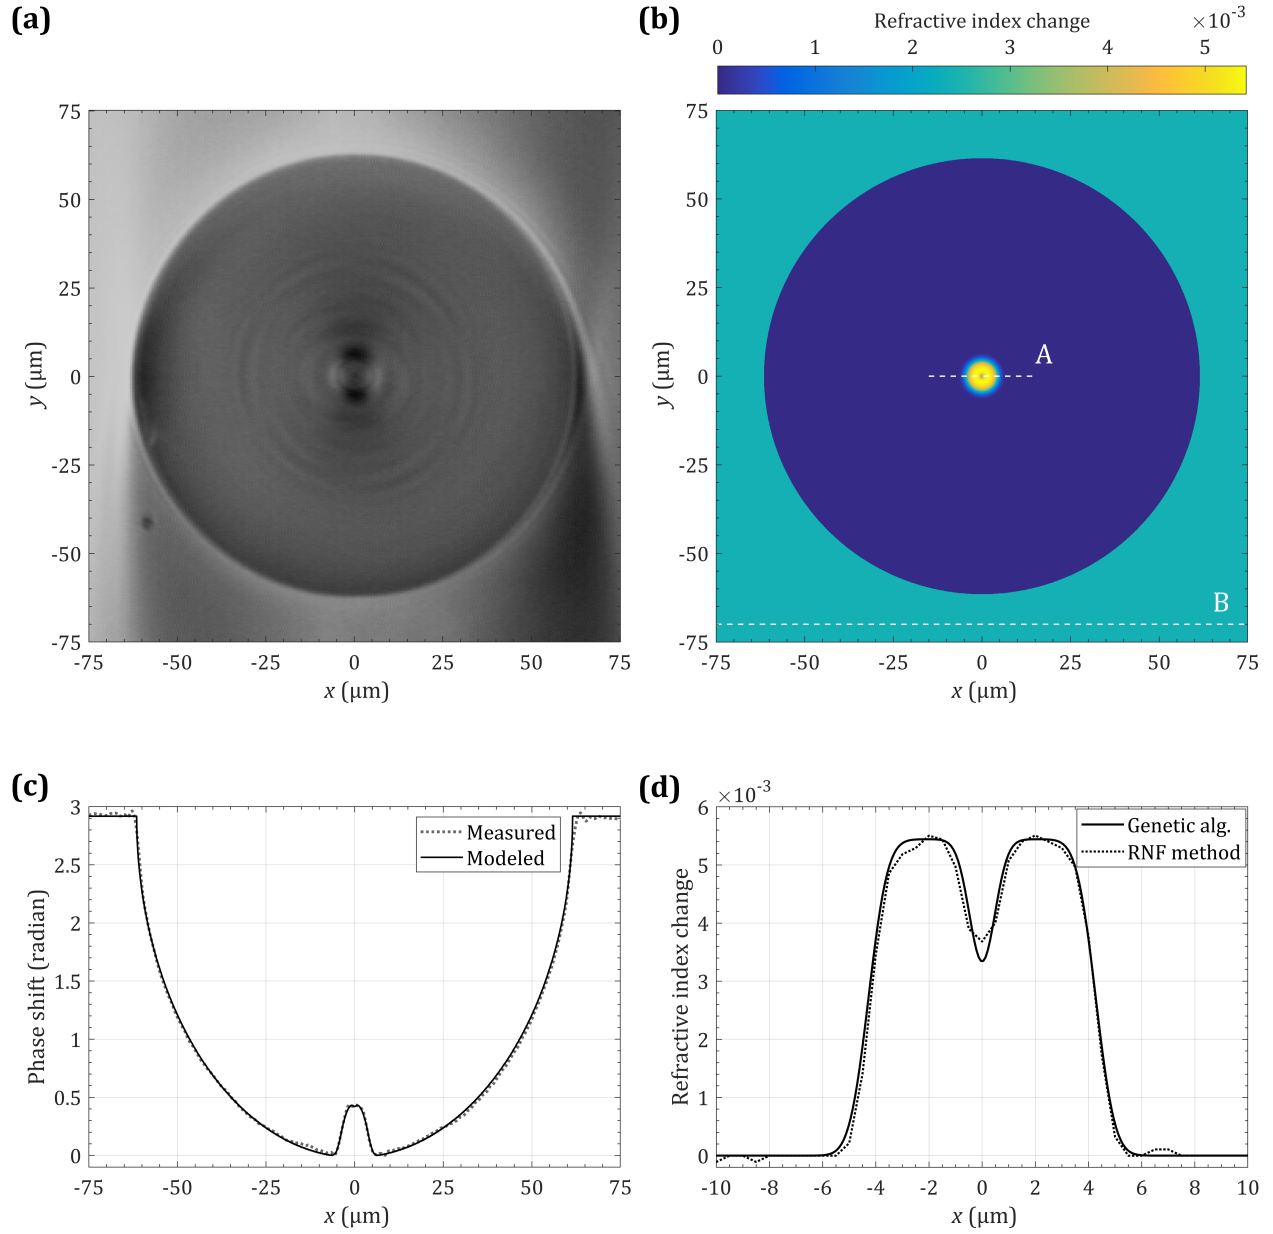 (a)
75
50
25
0
-25
-50
-75
y (μm)
-75 -50 -25 0 25 50 75
x (μm)
(b)
Refractive index change ×10-3
0 1 2 3 4 5
75
50
25
0
-25
-50
-75
y (μm)
A
B
-75 -50 -25 0 25 50 75
x (μm)
(c)
3
2.5
2
1.5
1
0.5
0
Phase shift (radian)
Measured
Modeled
-75 -50 -25 0 25 50 75
x (μm)
(d)
×10-3
6
5
4
3
2
1
0
Refractive index change
Genetic alg.
RNF method
-10 -8 -6 -4 -2 0 2 4 6 8 10
x (μm)